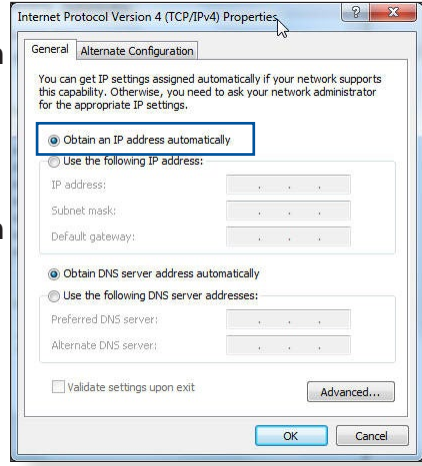 Internet Protocol Version 4 (TCP/IPv4) Properties
General
Alternate Configuration
You can get IP settings assigned automatically if your network supports
this capability. Otherwise, you need to ask your network administrator
for the appropriate IP settings.
Obtain an IP address automatically
Use the following IP address:
IP address:
Subnet mask:
Default gateway:
Obtain DNS server address automatically
Use the following DNS server addresses:
Preferred DNS server:
Alternate DNS server:
Validate settings upon exit
Advanced...
OK
Cancel